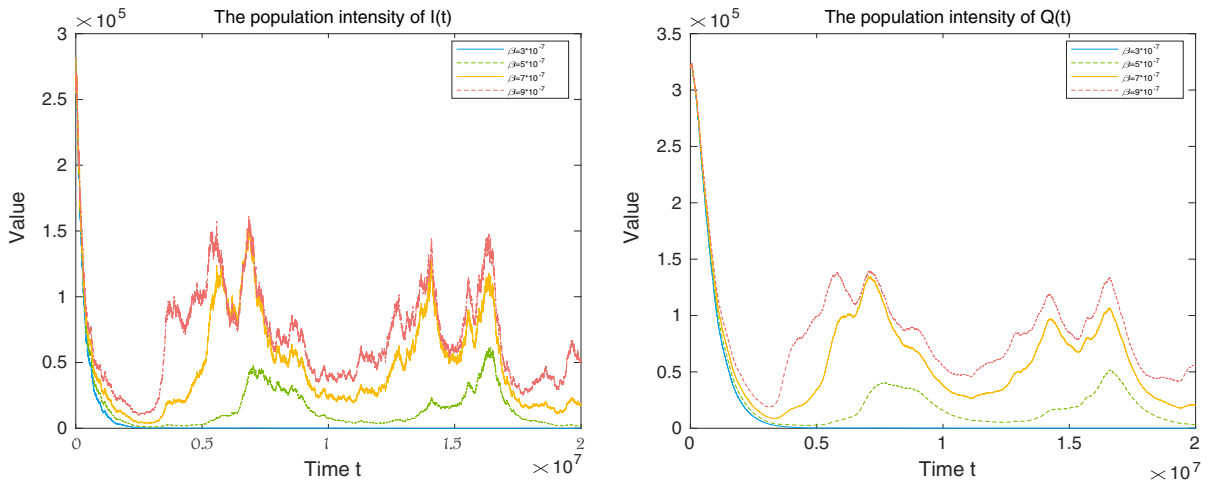 The population intensity of I(t)
×10^5
3
2.5
2
1.5
1
0.5
0
Value
β=3*10^-7
β=5*10^-7
β=7*10^-7
β=9*10^-7
0 0.5 1 1.5 2
Time t
×10^7
The population intensity of Q(t)
×10^5
3.5
3
3.5
2
1.5
1
0.5
0
Value
β=3*10^-7
β=5*10^-7
β=7*10^-7
β=9*10^-7
0 0.5 1 1.5 2
Time t
×10^7